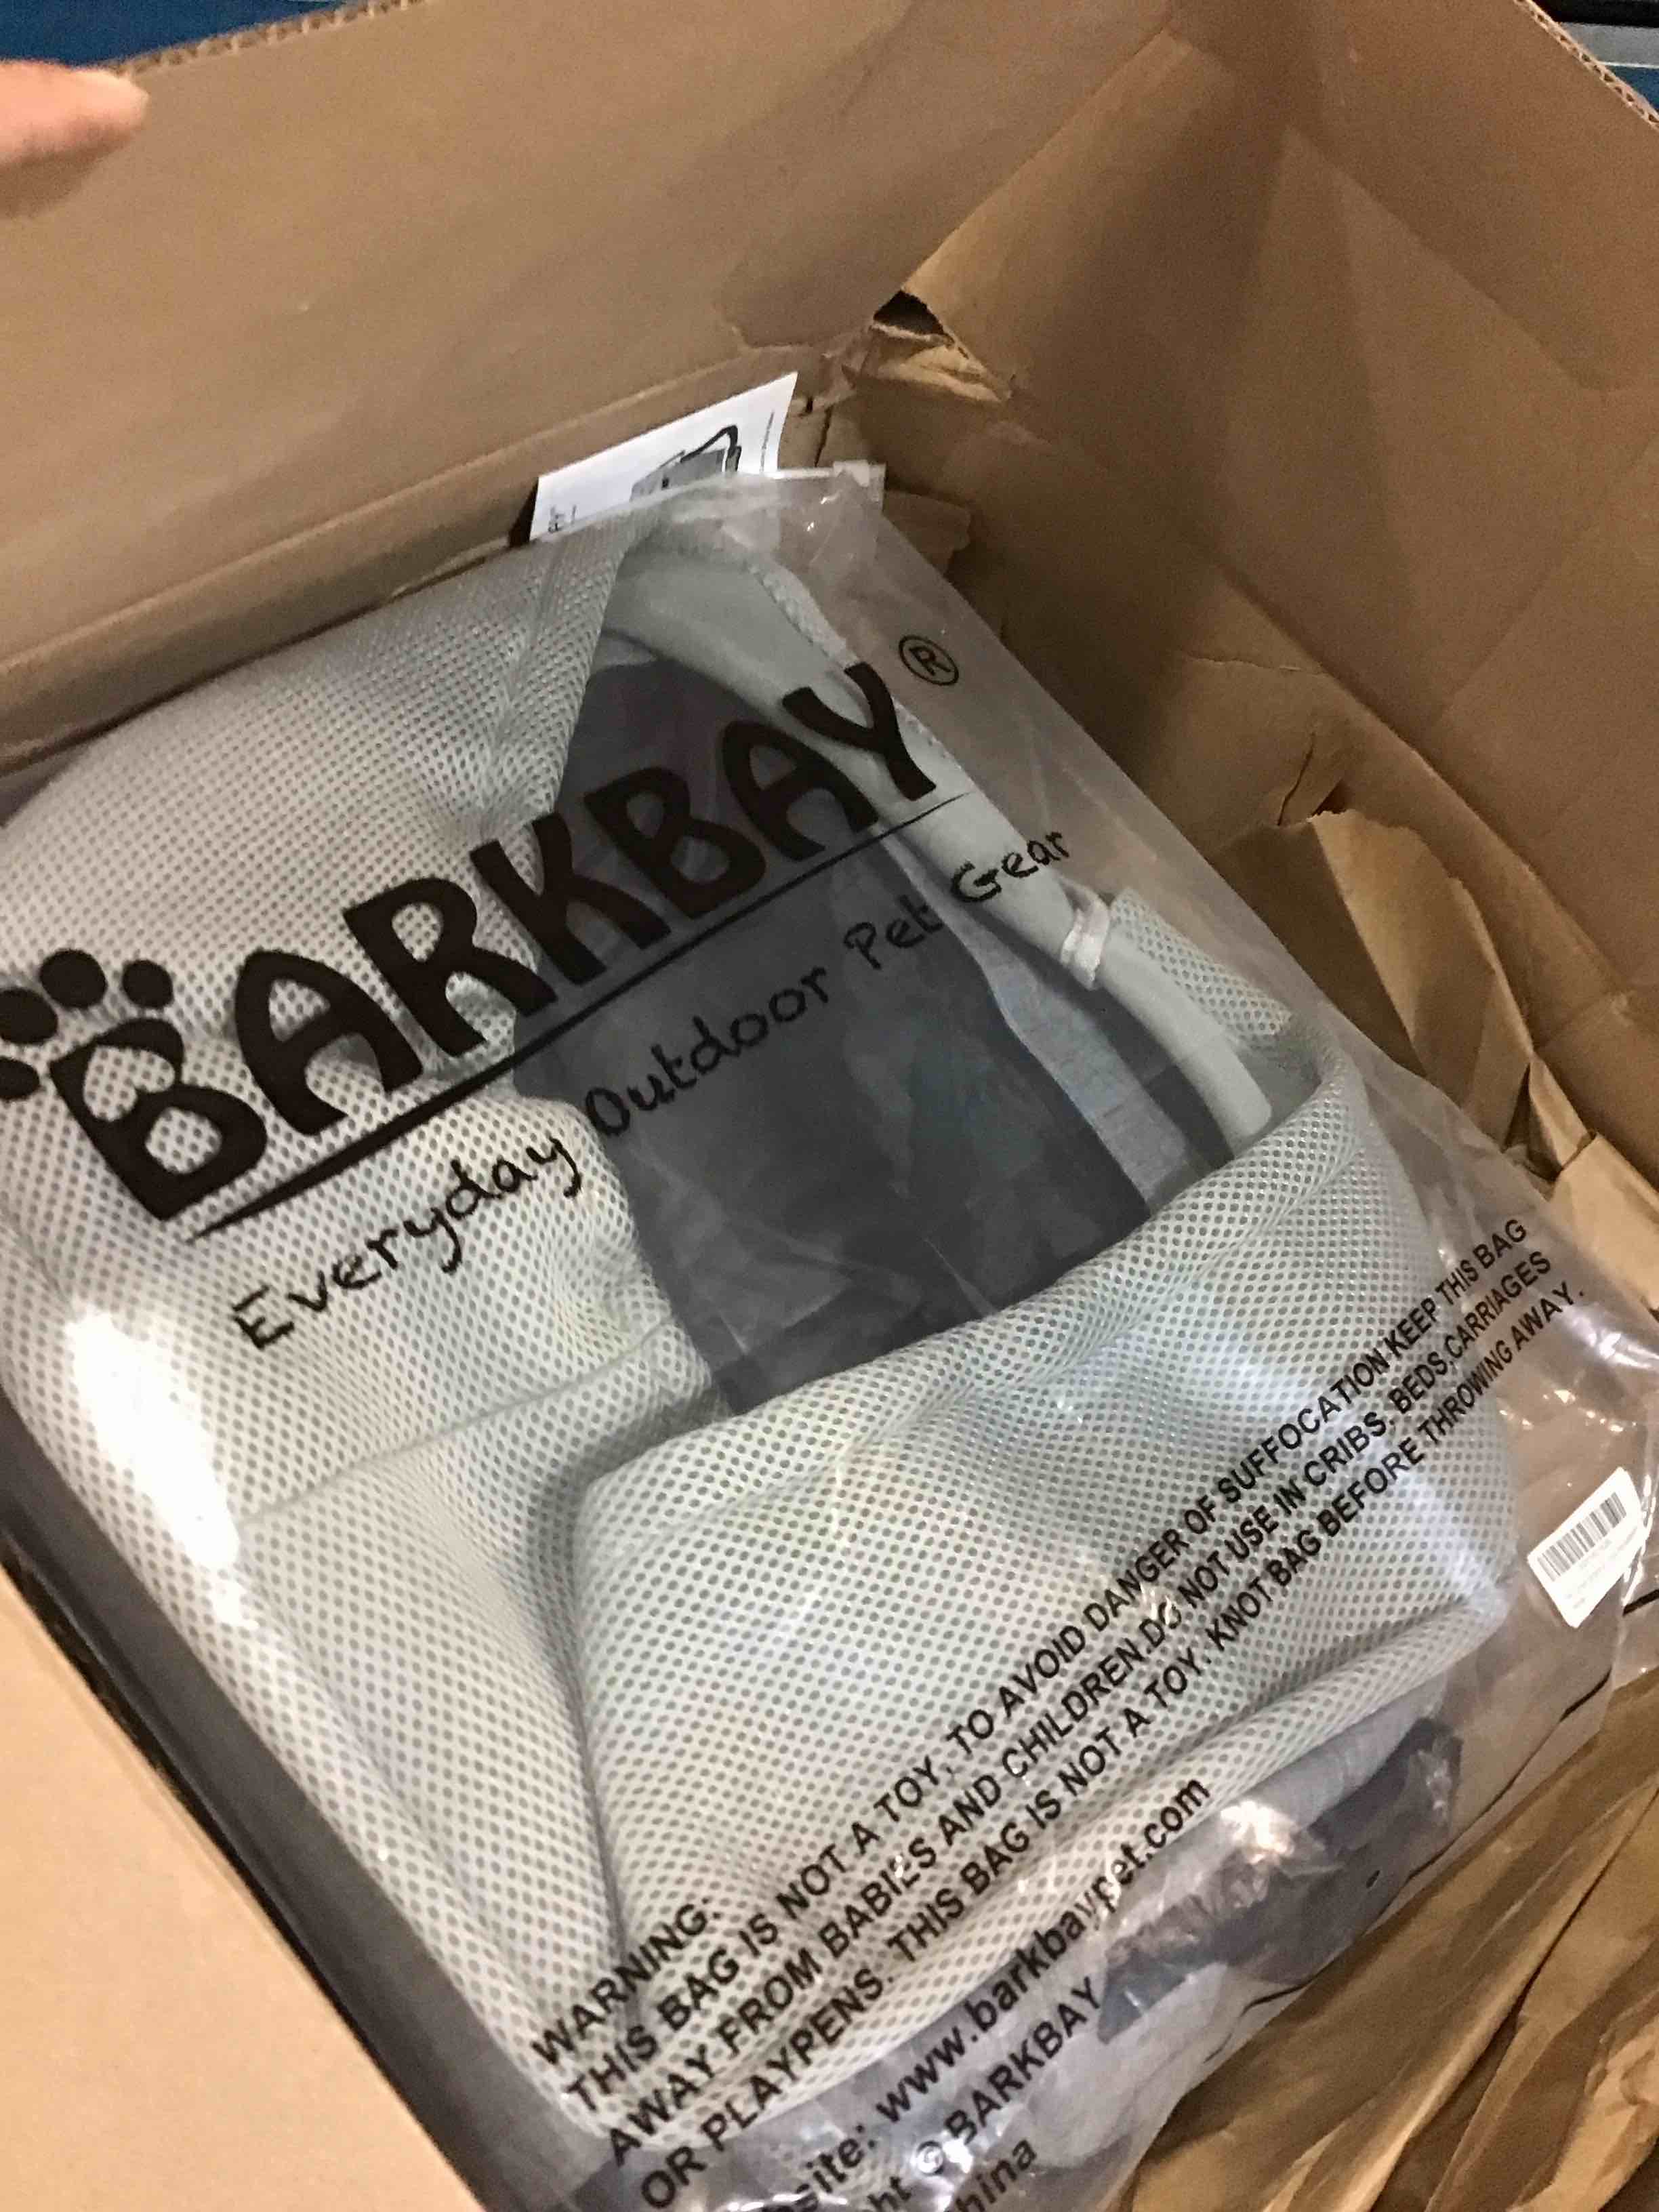 BARKBAY®
Everyday Outdoor Pet Gear
WARNING:
THIS BAG IS NOT A TOY, TO AVOID DANGER OF SUFFOCATION KEEP THIS BAG
AWAY FROM BABIES AND CHILDREN.DO NOT USE IN CRIBS, BEDS,CARRIAGES
OR PLAYPENS. THIS BAG IS NOT A TOY. KNOT BAG BEFORE THROWING AWAY.
site: www.barkbaypet.com
ht © BARKBAY
hina